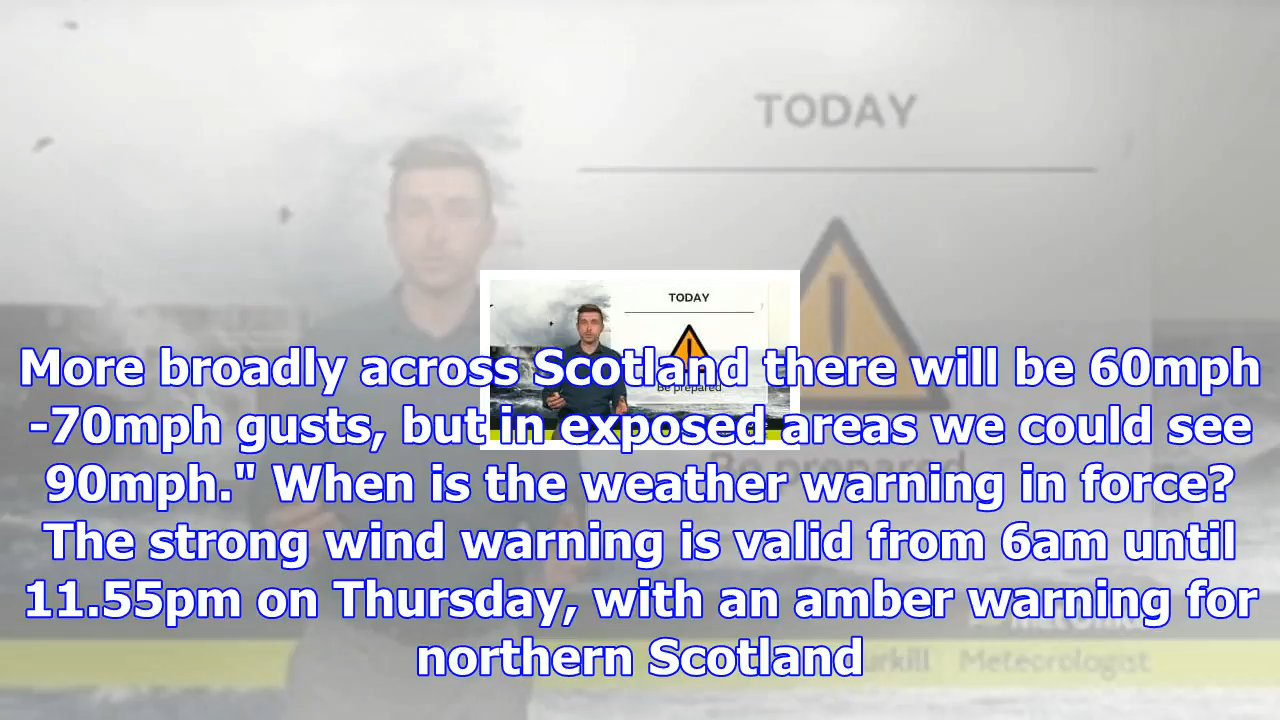 TODAY
TODAY
Be prepared
More broadly across Scotland there will be 60mph
-70mph gusts, but in exposed areas we could see
90mph." When is the weather warning in force?
The strong wind warning is valid from 6am until
11.55pm on Thursday, with an amber warning for
northern Scotland
Be prepared
Meteorologist